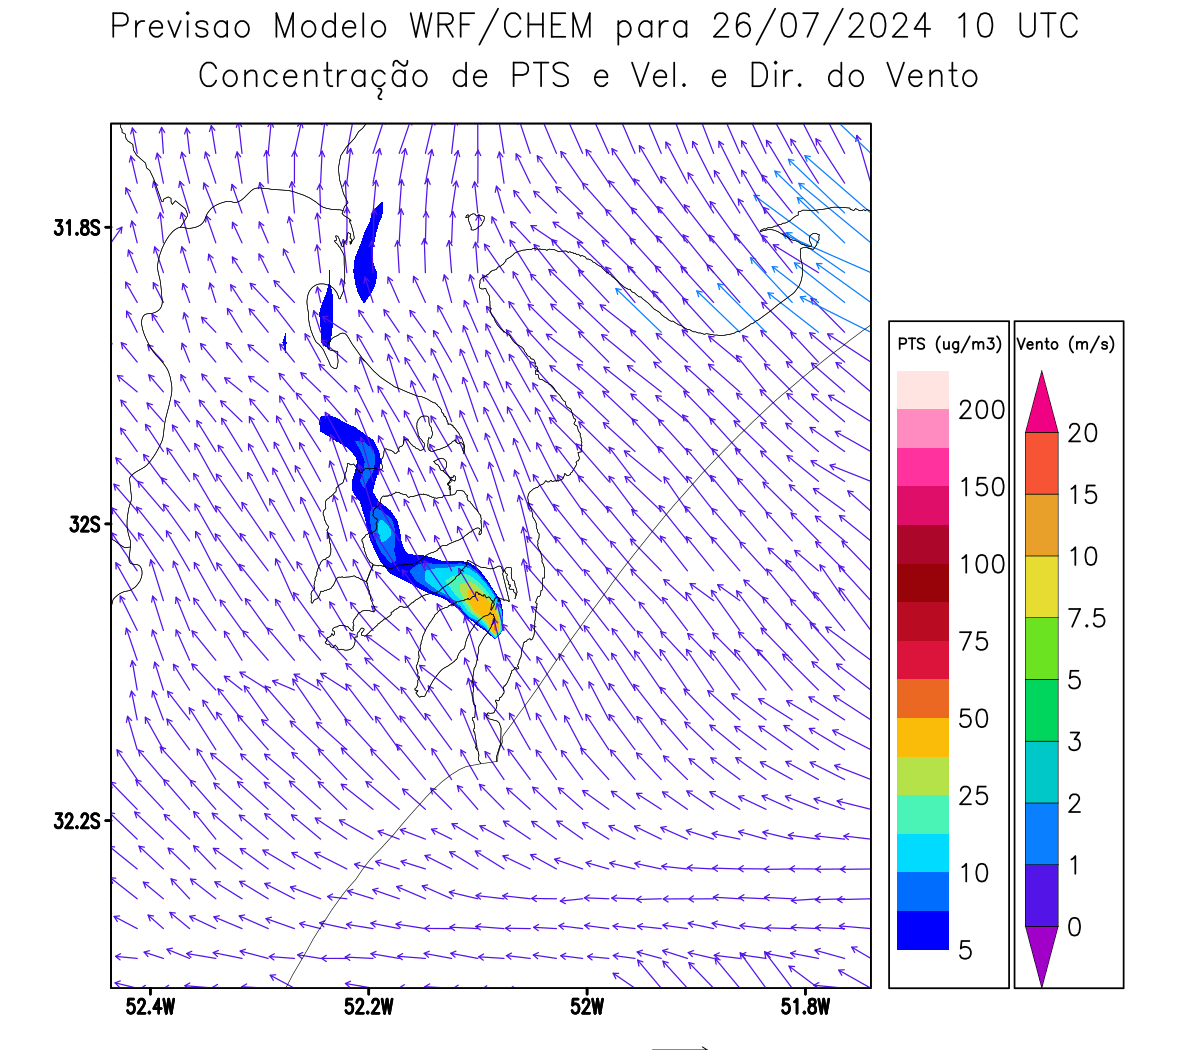 Previsao Modelo WRF/CHEM para 26/07/2024 10 UTC
Concentração de PTS e Vel. e Dir. do Vento
31.8S
32S
32.2S
52.4W 52.2W 52W 51.8W
PTS (ug/m3)
200
150
100
75
50
25
10
5
Vento (m/s)
20
15
10
7.5
5
3
2
1
0